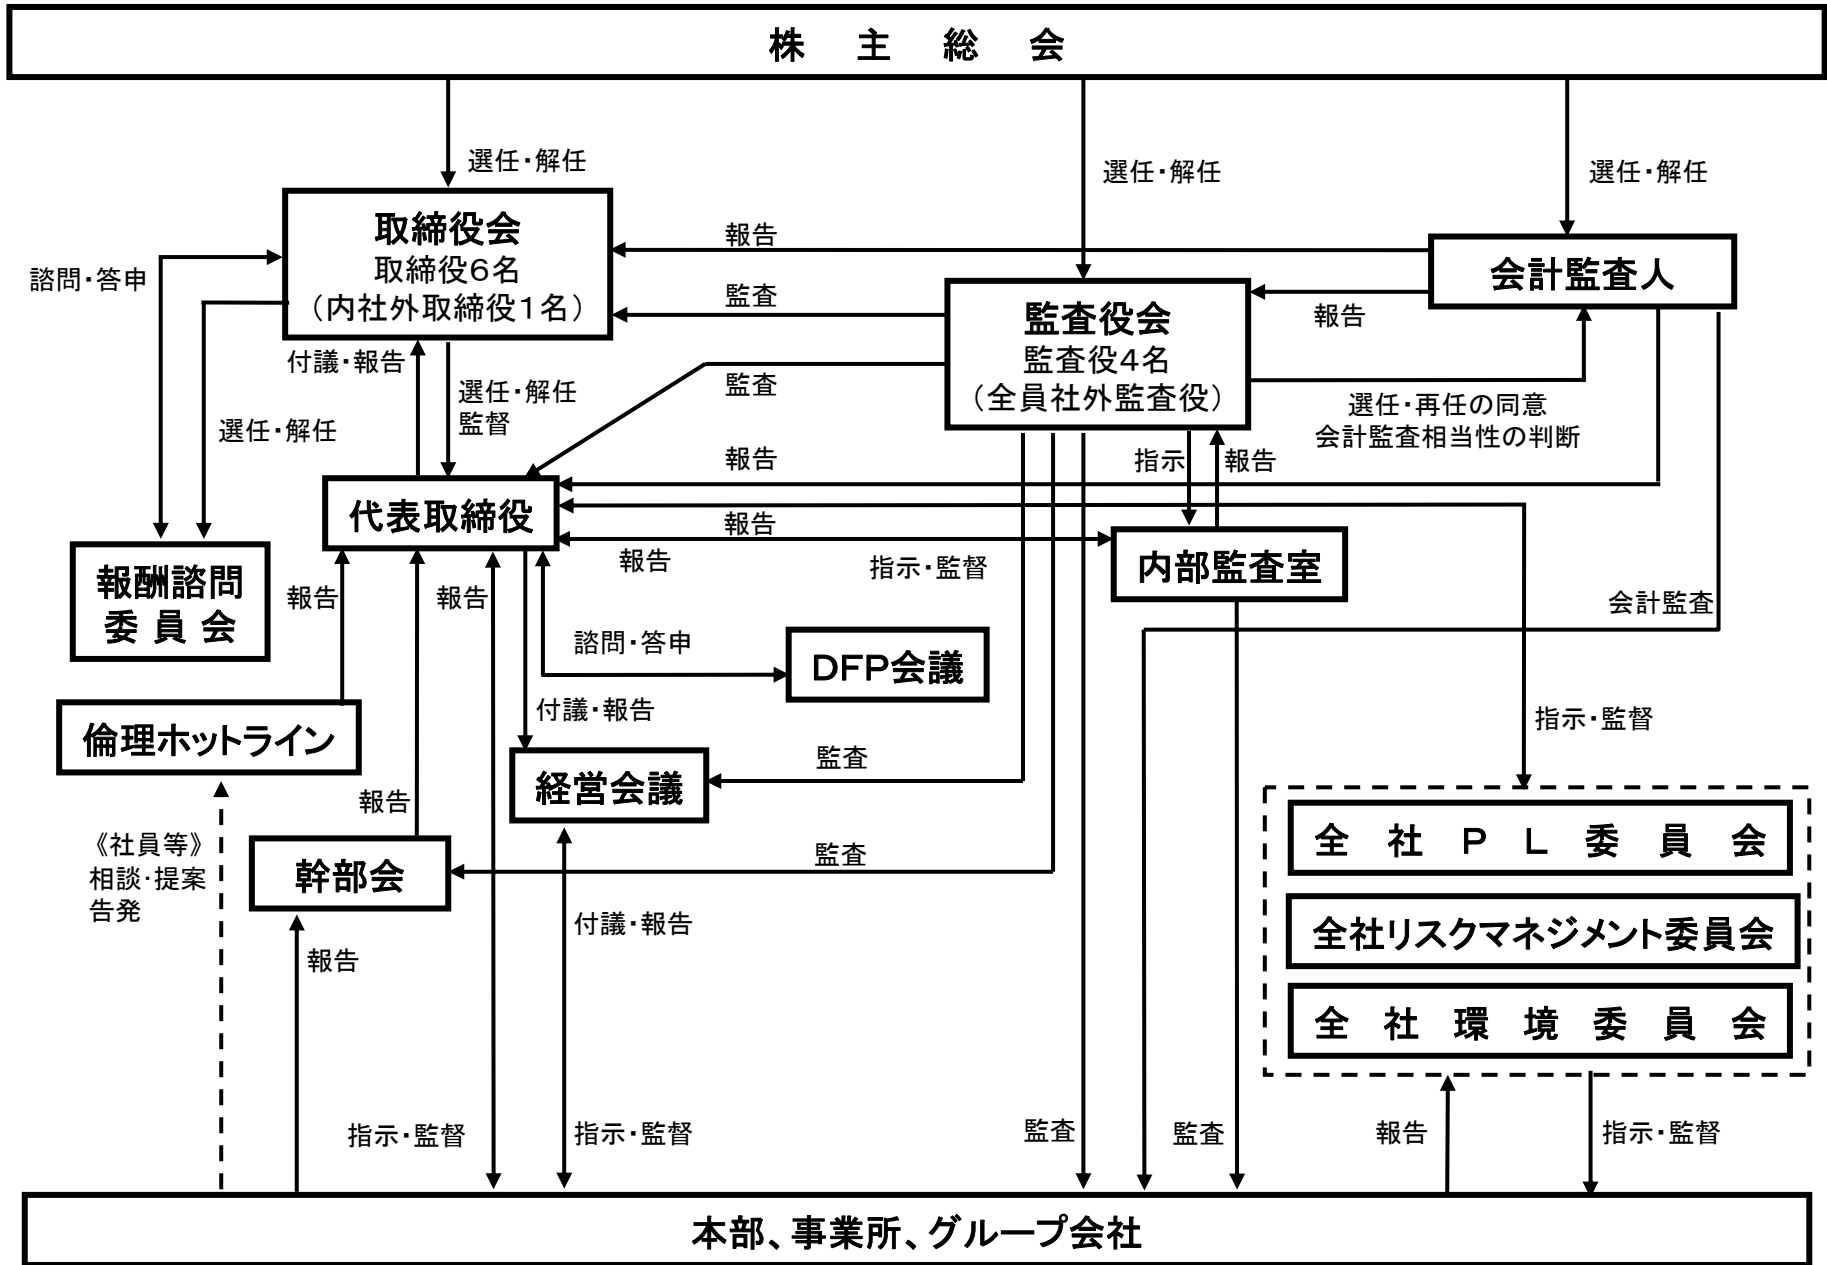 株主総会
選任・解任
選任・解任
選任・解任
取締役会
取締役6名
（内社外取締役1名）
報告
会計監査人
諮問・答申
監査
監査役会
監査役4名
（全員社外監査役）
報告
付議・報告
選任・解任
監督
監査
選任・再任の同意
会計監査相当性の判断
選任・解任
報告
指示
報告
代表取締役
報告
報告
指示・監督
内部監査室
報酬諮問
委員会
報告
報告
会計監査
諮問・答申
DFP会議
倫理ホットライン
付議・報告
指示・監督
経営会議
監査
報告
全社PL委員会
《社員等》
相談・提案
告発
幹部会
監査
付議・報告
全社リスクマネジメント委員会
報告
全社環境委員会
指示・監督
指示・監督
監査
監査
報告
指示・監督
本部、事業所、グループ会社